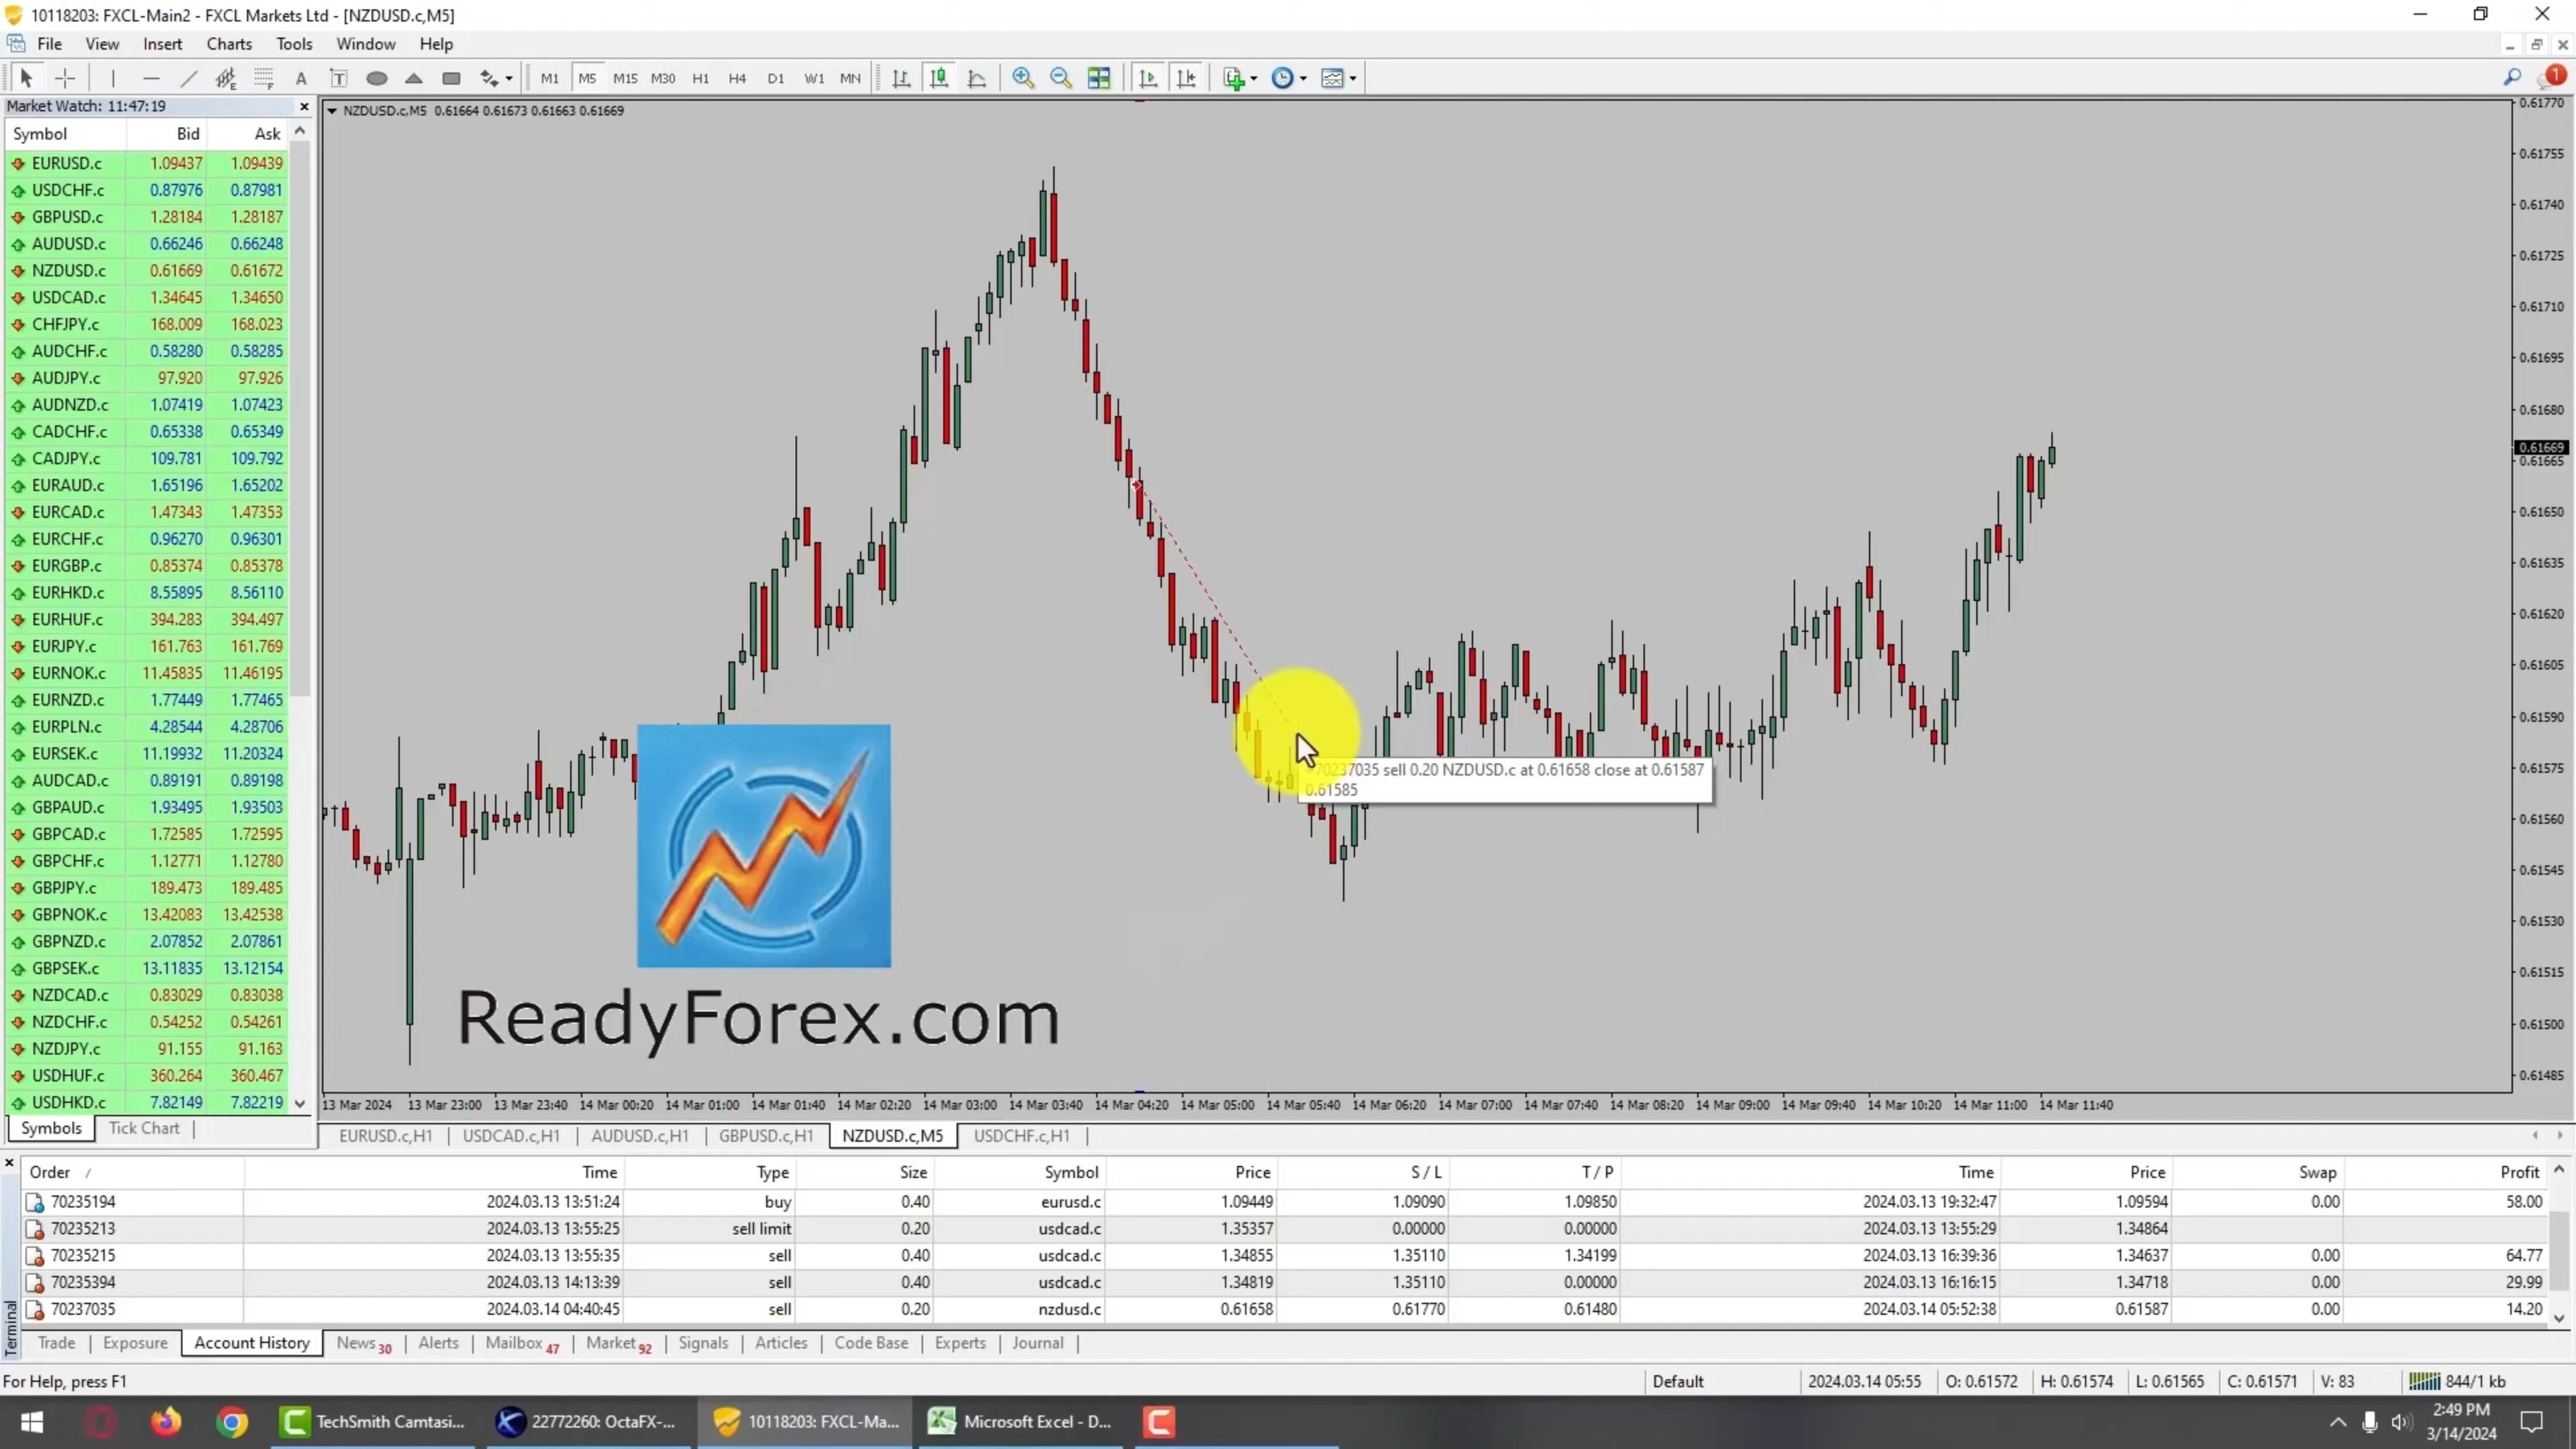 10118203: FXCL-Main2 - FXCL Markets Ltd - [NZDUSD.c,M5]
File View Insert Charts Tools Window Help
M1 M5 M15 M30 H1 H4 D1 W1 MN
1
Market Watch: 11:47:19
Symbol Bid Ask
EURUSD.c 1.09437 1.09439
USDCHF.c 0.87976 0.87981
GBPUSD.c 1.28184 1.28187
AUDUSD.c 0.66246 0.66248
NZDUSD.c 0.61669 0.61672
USDCAD.c 1.34645 1.34650
CHFJPY.c 168.009 168.023
AUDCHF.c 0.58280 0.58285
AUDJPY.c 97.920 97.926
AUDNZD.c 1.07419 1.07423
CADCHF.c 0.65338 0.65349
CADJPY.c 109.781 109.792
EURAUD.c 1.65196 1.65202
EURCAD.c 1.47343 1.47353
EURCHF.c 0.96270 0.96301
EURGBP.c 0.85374 0.85378
EURHKD.c 8.55895 8.56110
EURHUF.c 394.283 394.497
EURJPY.c 161.763 161.769
EURNOK.c 11.45835 11.46195
EURNZD.c 1.77449 1.77465
EURPLN.c 4.28544 4.28706
EURSEK.c 11.19932 11.20324
AUDCAD.c 0.89191 0.89198
GBPAUD.c 1.93495 1.93503
GBPCAD.c 1.72585 1.72595
GBPCHF.c 1.12771 1.12780
GBPJPY.c 189.473 189.485
GBPNOK.c 13.42083 13.42538
GBPNZD.c 2.07852 2.07861
GBPSEK.c 13.11835 13.12154
NZDCAD.c 0.83029 0.83038
NZDCHF.c 0.54252 0.54261
NZDJPY.c 91.155 91.163
USDHUF.c 360.264 360.467
USDHKD.c 7.82149 7.82219
Symbols Tick Chart
NZDUSD.c,M5 0.61664 0.61673 0.61663 0.61669
0.61770
0.61755
0.61740
0.61725
0.61710
0.61695
0.61680
0.61669
0.61665
0.61650
0.61635
0.61620
0.61605
0.61590
0.61575
0.61560
0.61545
0.61530
0.61515
0.61500
0.61485
70237035 sell 0.20 NZDUSD.c at 0.61658 close at 0.61587
0.61585
ReadyForex.com
13 Mar 2024 13 Mar 23:00 13 Mar 23:40 14 Mar 00:20 14 Mar 01:00 14 Mar 01:40 14 Mar 02:20 14 Mar 03:00 14 Mar 03:40 14 Mar 04:20 14 Mar 05:00 14 Mar 05:40 14 Mar 06:20 14 Mar 07:00 14 Mar 07:40 14 Mar 08:20 14 Mar 09:00 14 Mar 09:40 14 Mar 10:20 14 Mar 11:00 14 Mar 11:40
EURUSD.c,H1 USDCAD.c,H1 AUDUSD.c,H1 GBPUSD.c,H1 NZDUSD.c,M5 USDCHF.c,H1
Order / Time Type Size Symbol Price S / L T / P Time Price Swap Profit
70235194 2024.03.13 13:51:24 buy 0.40 eurusd.c 1.09449 1.09090 1.09850 2024.03.13 19:32:47 1.09594 0.00 58.00
70235213 2024.03.13 13:55:25 sell limit 0.20 usdcad.c 1.35357 0.00000 0.00000 2024.03.13 13:55:29 1.34864
70235215 2024.03.13 13:55:35 sell 0.40 usdcad.c 1.34855 1.35110 1.34199 2024.03.13 16:39:36 1.34637 0.00 64.77
70235394 2024.03.13 14:13:39 sell 0.40 usdcad.c 1.34819 1.35110 0.00000 2024.03.13 16:16:15 1.34718 0.00 29.99
70237035 2024.03.14 04:40:45 sell 0.20 nzdusd.c 0.61658 0.61770 0.61480 2024.03.14 05:52:38 0.61587 0.00 14.20
Terminal
Trade Exposure Account History News 30 Alerts Mailbox 47 Market 92 Signals Articles Code Base Experts Journal
For Help, press F1 Default 2024.03.14 05:55 O: 0.61572 H: 0.61574 L: 0.61565 C: 0.61571 V: 83 844/1 kb
TechSmith Camtasi... 22772260: OctaFX-... 10118203: FXCL-Ma... Microsoft Excel - D...
2:49 PM
3/14/2024